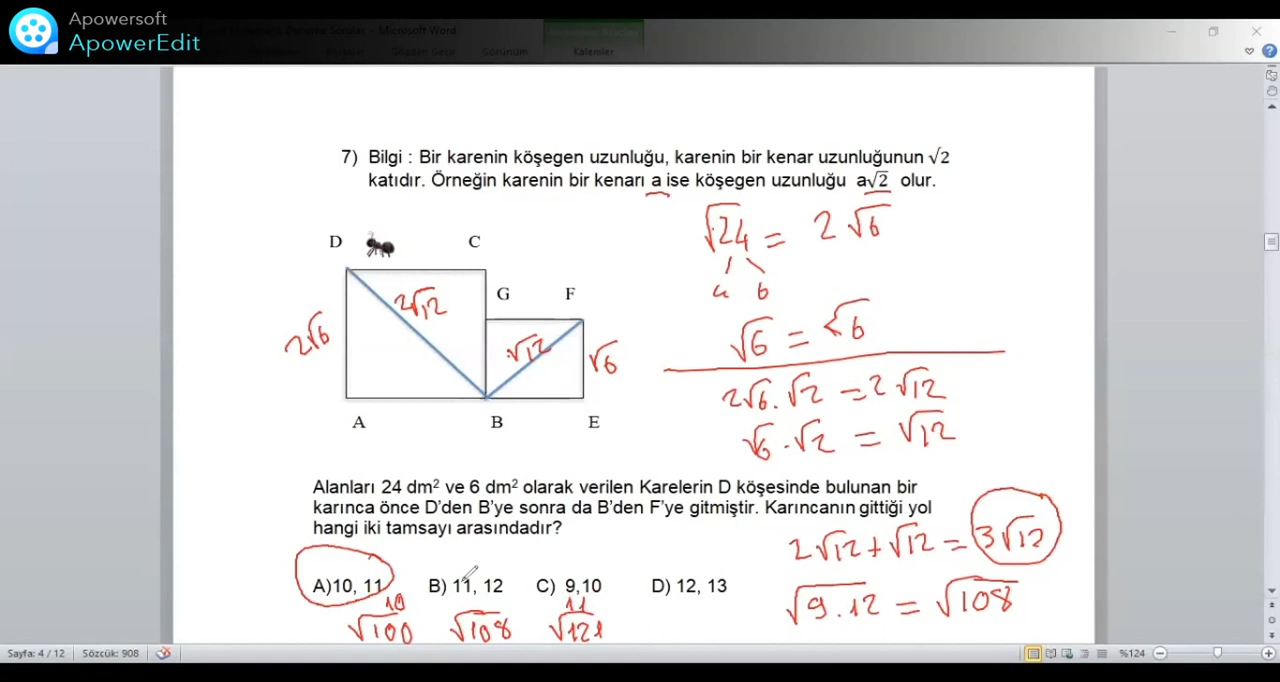 Apowersoft
ApowerEdit
Microsoft Word
Görünüm
Kalemler
7) Bilgi : Bir karenin köşegen uzunluğu, karenin bir kenar uzunluğunun √2
katıdır. Örneğin karenin bir kenarı a ise köşegen uzunluğu a√2 olur.
√24 = 2√6
4 6
√6 = √6
2√6 . √2 = 2√12
√6 . √2 = √12
D C
G F
2√6 2√12 √12 √6
A B E
Alanları 24 dm² ve 6 dm² olarak verilen Karelerin D köşesinde bulunan bir
karınca önce D'den B'ye sonra da B'den F'ye gitmiştir. Karıncanın gittiği yol
hangi iki tamsayı arasındadır?
2√12 + √12 = 3√12
A)10, 11 B) 11, 12 C) 9,10 D) 12, 13
√9.12 = √108
10 11
√100 √108 √121
Sayfa: 4 / 12 Sözcük: 908 %124